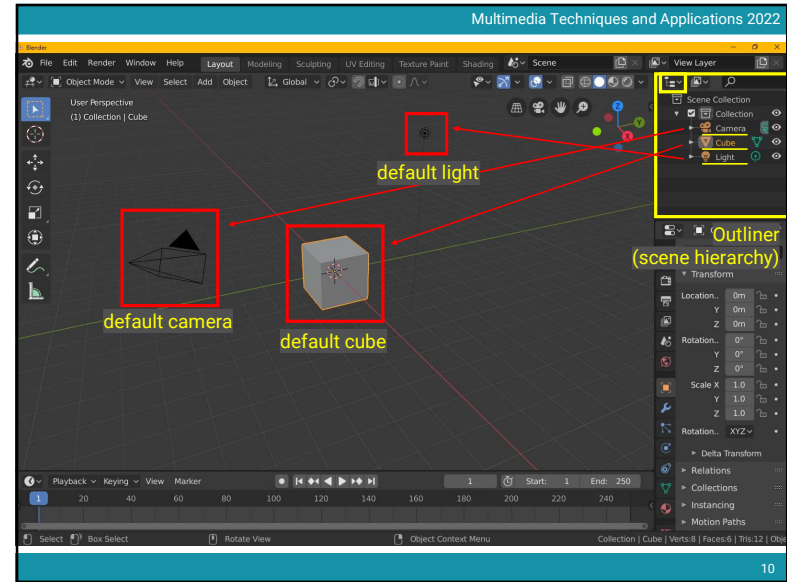 Multimedia Techniques and Applications 2022
Blender
File Edit Render Window Help Layout Modeling Sculpting UV Editing Texture Paint Shading Scene View Layer
Object Mode View Select Add Object Global
User Perspective
(1) Collection | Cube
Scene Collection
Collection
Camera
Cube
Light
default light
default camera
default cube
Outliner
(scene hierarchy)
Transform
Location.. 0m
Y 0m
Z 0m
Rotation.. 0°
Y 0°
Z 0°
Scale X 1.0
Y 1.0
Z 1.0
Rotation.. XYZ
Delta Transform
Relations
Collections
Instancing
Motion Paths
Playback Keying View Marker 1 Start: 1 End: 250
1 20 40 60 80 100 120 140 160 180 200 220 240
Select Box Select Rotate View Object Context Menu Collection | Cube | Verts:8 | Faces:6 | Tris:12 | Obje
10